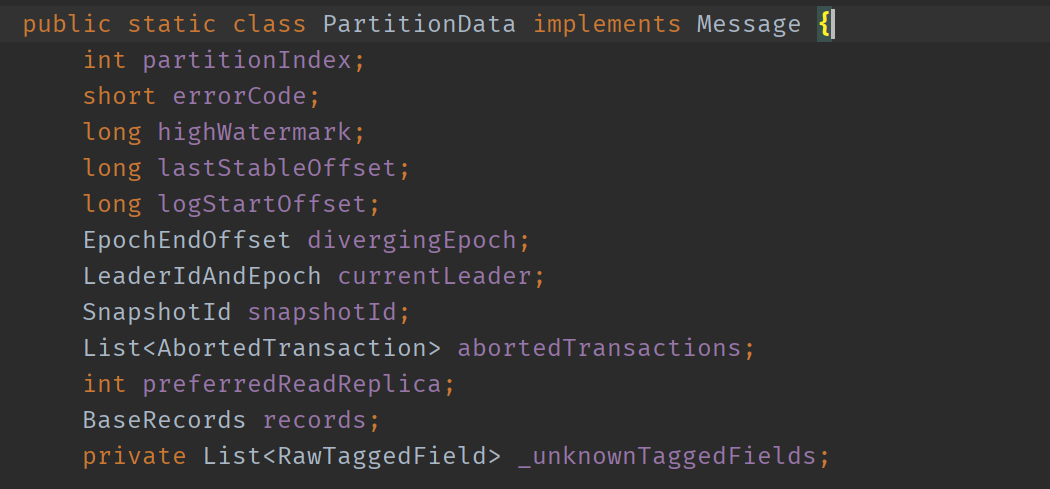 public static class PartitionData implements Message {
int partitionIndex;
short errorCode;
long highWatermark;
long lastStableOffset;
long logStartOffset;
EpochEndOffset divergingEpoch;
LeaderIdAndEpoch currentLeader;
SnapshotId snapshotId;
List<AbortedTransaction> abortedTransactions;
int preferredReadReplica;
BaseRecords records;
private List<RawTaggedField> _unknownTaggedFields;